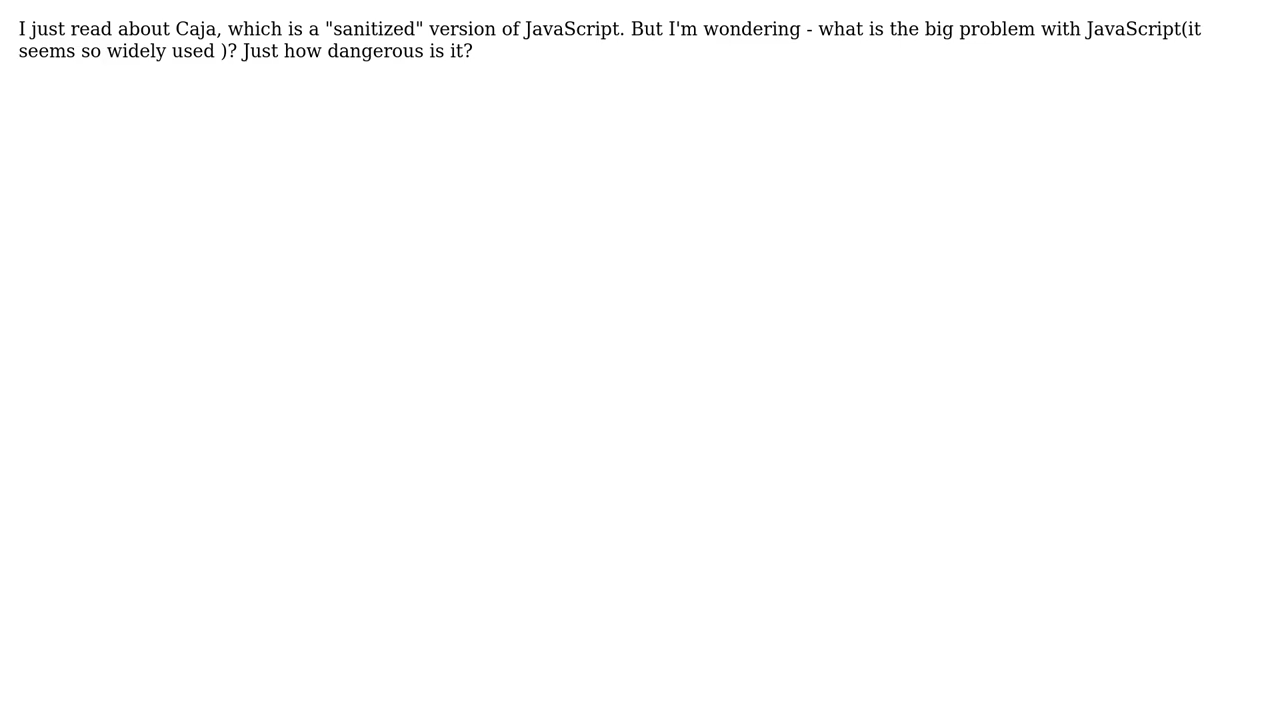 I just read about Caja, which is a "sanitized" version of JavaScript. But I'm wondering - what is the big problem with JavaScript(it
seems so widely used )? Just how dangerous is it?